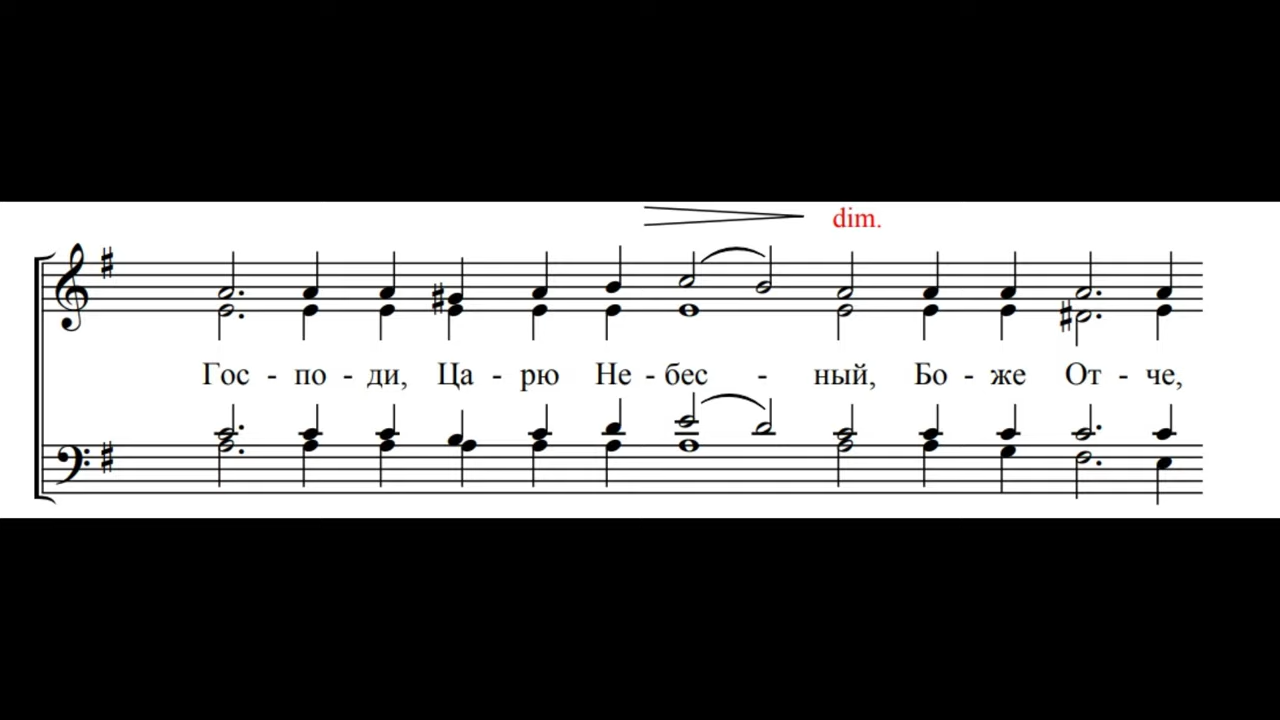 dim.
Гос - по - ди, Ца - рю Не - бес - ный, Бо - же От - че,